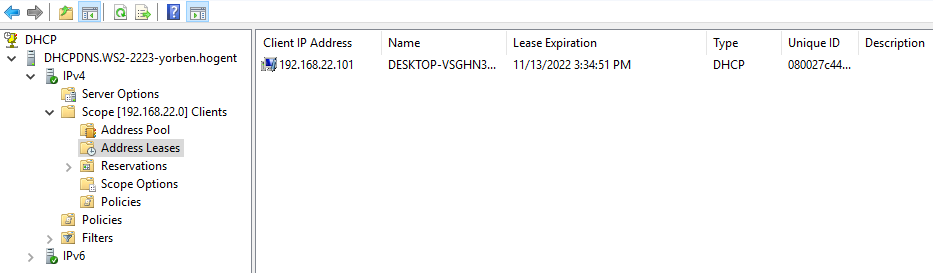 DHCP
DHCPDNS.WS2-2223-yorben.hogent
IPv4
Server Options
Scope [192.168.22.0] Clients
Address Pool
Address Leases
Reservations
Scope Options
Policies
Policies
Filters
IPv6
Client IP Address Name Lease Expiration Type Unique ID Description
192.168.22.101 DESKTOP-VSGHN3... 11/13/2022 3:34:51 PM DHCP 080027c44...